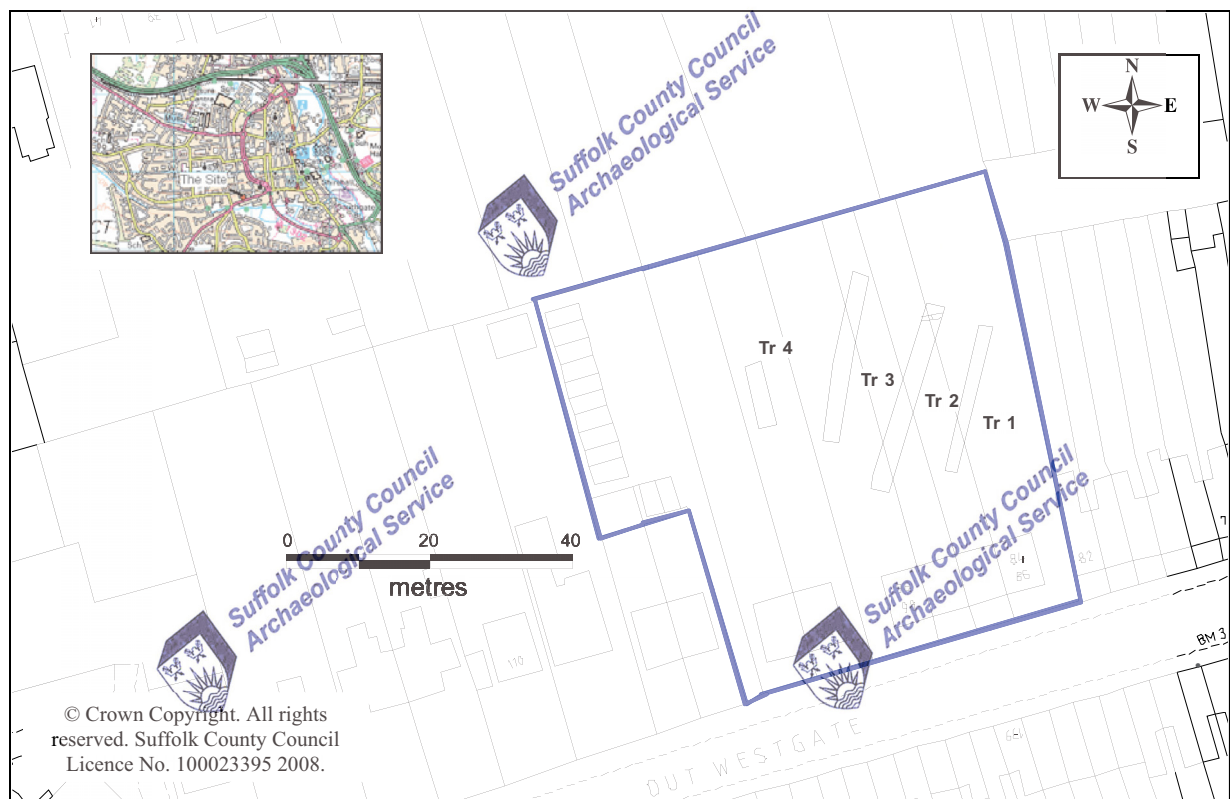 The Site
N
W E
S
Suffolk County Council
Archaeological Service
Tr 4
Tr 3
Tr 2
Tr 1
0 20 40
metres
Suffolk County Council
Archaeological Service
Suffolk County Council
Archaeological Service
82
86
110
BM 3
OUT WESTGATE
© Crown Copyright. All rights
reserved. Suffolk County Council
Licence No. 100023395 2008.